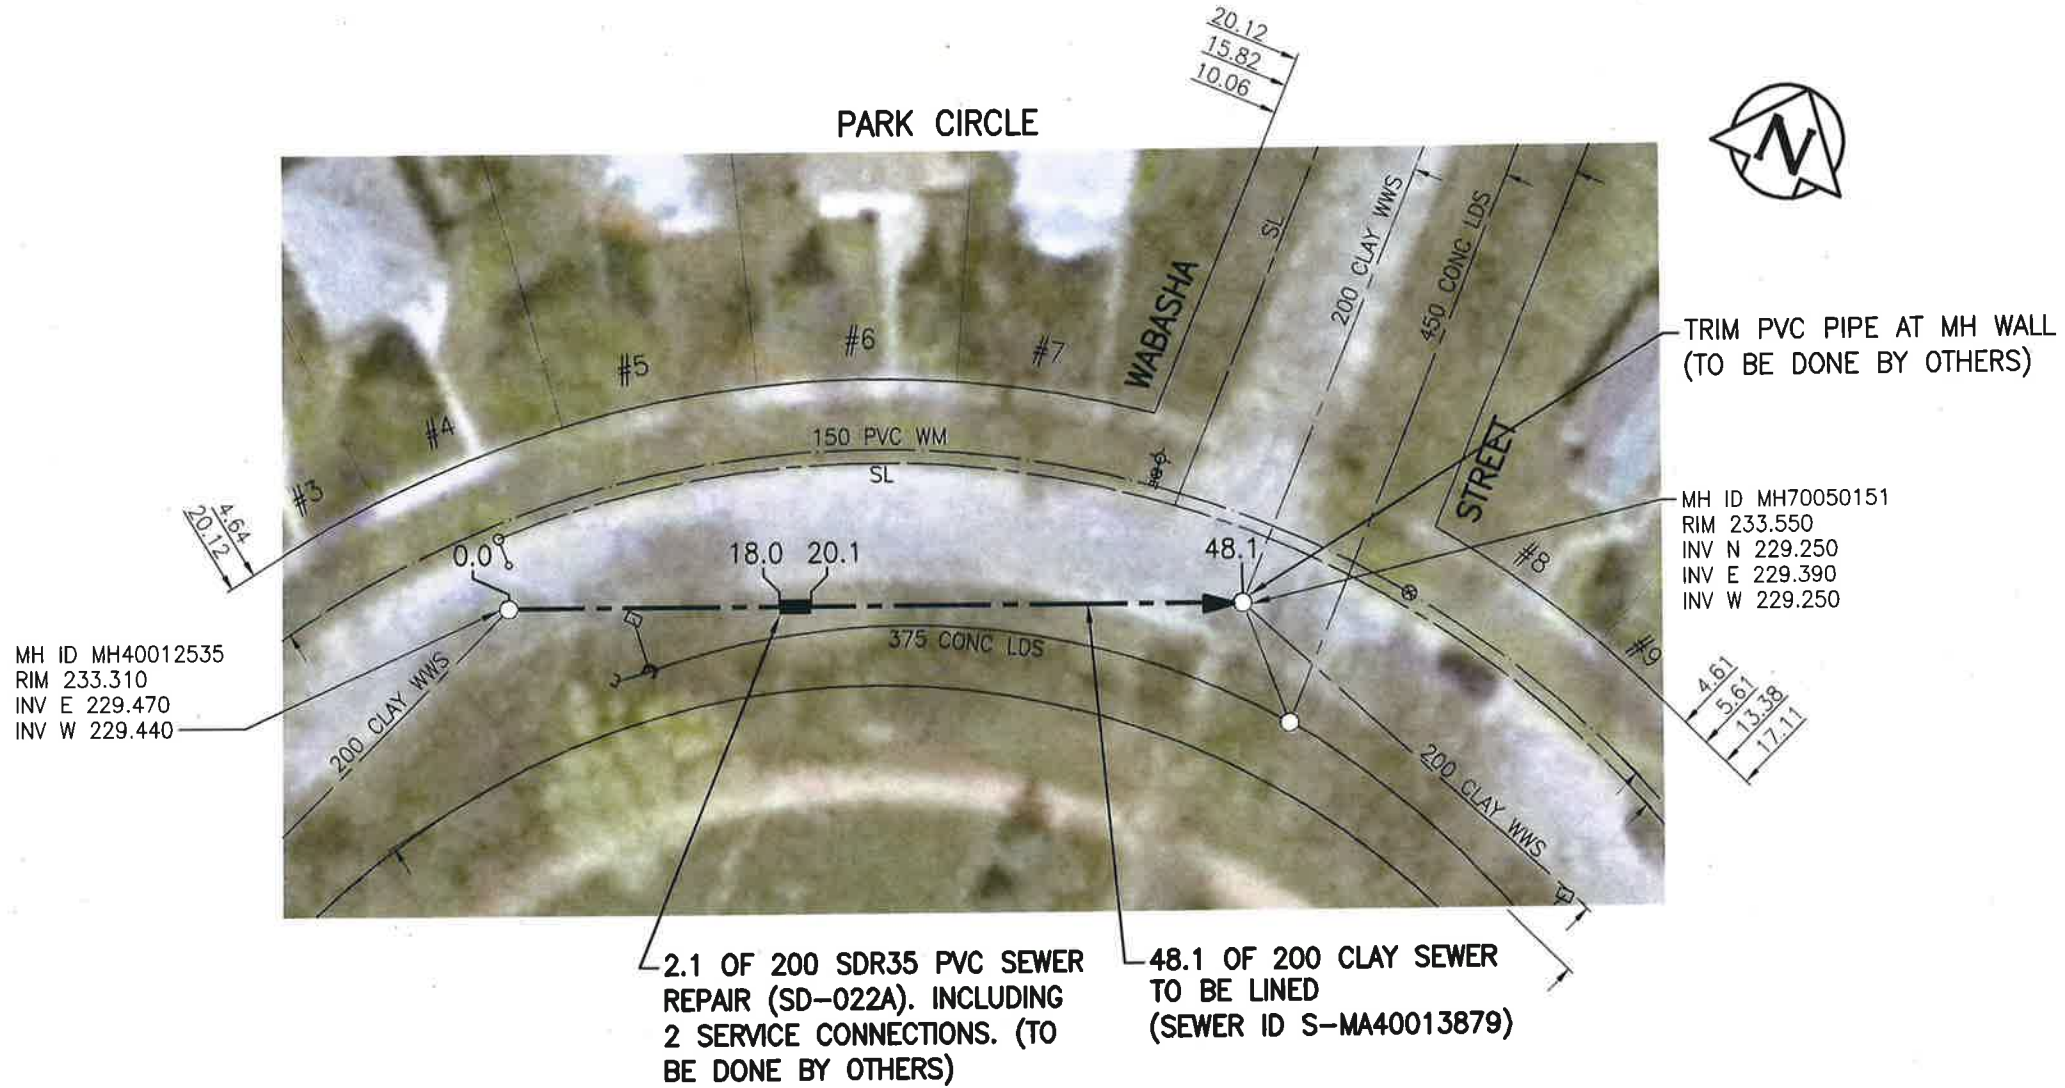 20.12
15.82
10.06
PARK CIRCLE
N
SL
200 CLAY WWS
450 CONC LDS
WABASHA
STREET
TRIM PVC PIPE AT MH WALL
(TO BE DONE BY OTHERS)
#3
#4
#5
#6
#7
#8
#9
150 PVC WM
SL
4.64
20.12
0.0
18.0
20.1
48.1
MH ID MH70050151
RIM 233.550
INV N 229.250
INV E 229.390
INV W 229.250
375 CONC LDS
MH ID MH40012535
RIM 233.310
INV E 229.470
INV W 229.440
200 CLAY WWS
4.61
5.61
13.38
17.11
200 CLAY WWS
2.1 OF 200 SDR35 PVC SEWER
REPAIR (SD-022A). INCLUDING
2 SERVICE CONNECTIONS. (TO
BE DONE BY OTHERS)
48.1 OF 200 CLAY SEWER
TO BE LINED
(SEWER ID S-MA40013879)